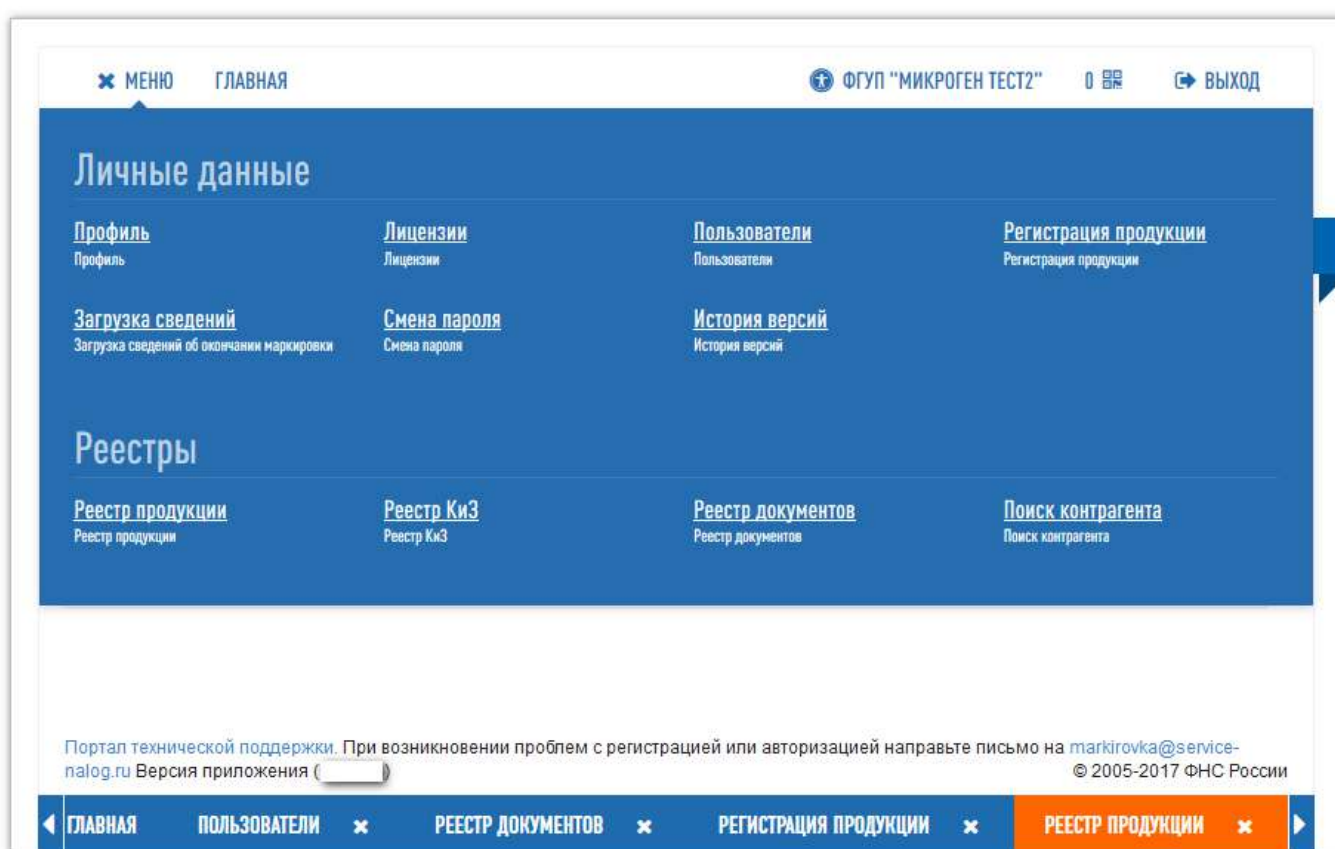 МЕНЮ ГЛАВНАЯ ФГУП "МИКРОГЕН ТЕСТ2" 0 ВЫХОД
Личные данные
Профиль Лицензии Пользователи Регистрация продукции
Профиль Лицензии Пользователи Регистрация продукции
Загрузка сведений Смена пароля История версий
Загрузка сведений об окончании маркировки Смена пароля История версий
Реестры
Реестр продукции Реестр КиЗ Реестр документов Поиск контрагента
Реестр продукции Реестр КиЗ Реестр документов Поиск контрагента
Портал технической поддержки. При возникновении проблем с регистрацией или авторизацией направьте письмо на markirovka@service-
nalog.ru Версия приложения ( ) © 2005-2017 ФНС России
ГЛАВНАЯ ПОЛЬЗОВАТЕЛИ РЕЕСТР ДОКУМЕНТОВ РЕГИСТРАЦИЯ ПРОДУКЦИИ РЕЕСТР ПРОДУКЦИИ